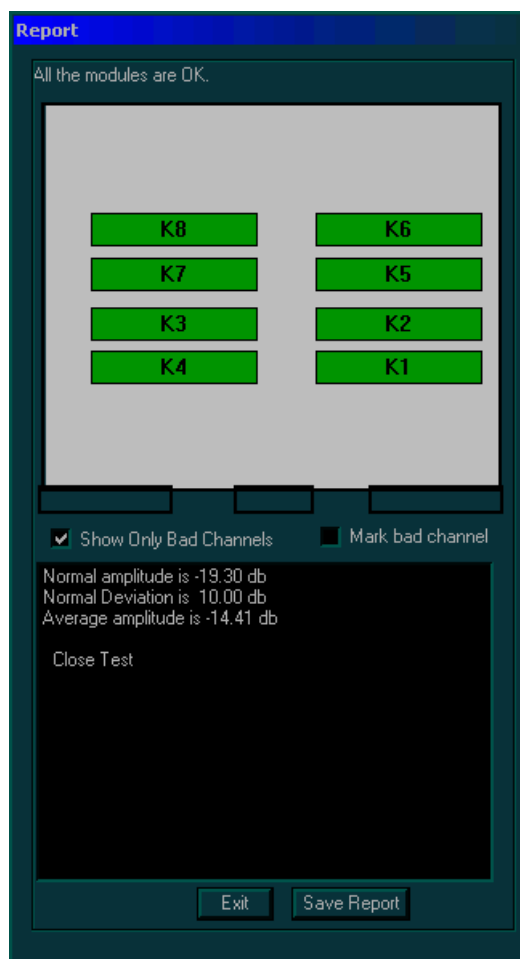 Report
All the modules are OK.
K8 K6
K7 K5
K3 K2
K4 K1
Show Only Bad Channels Mark bad channel
Normal amplitude is -19.30 db
Normal Deviation is 10.00 db
Average amplitude is -14.41 db
Close Test
Exit Save Report